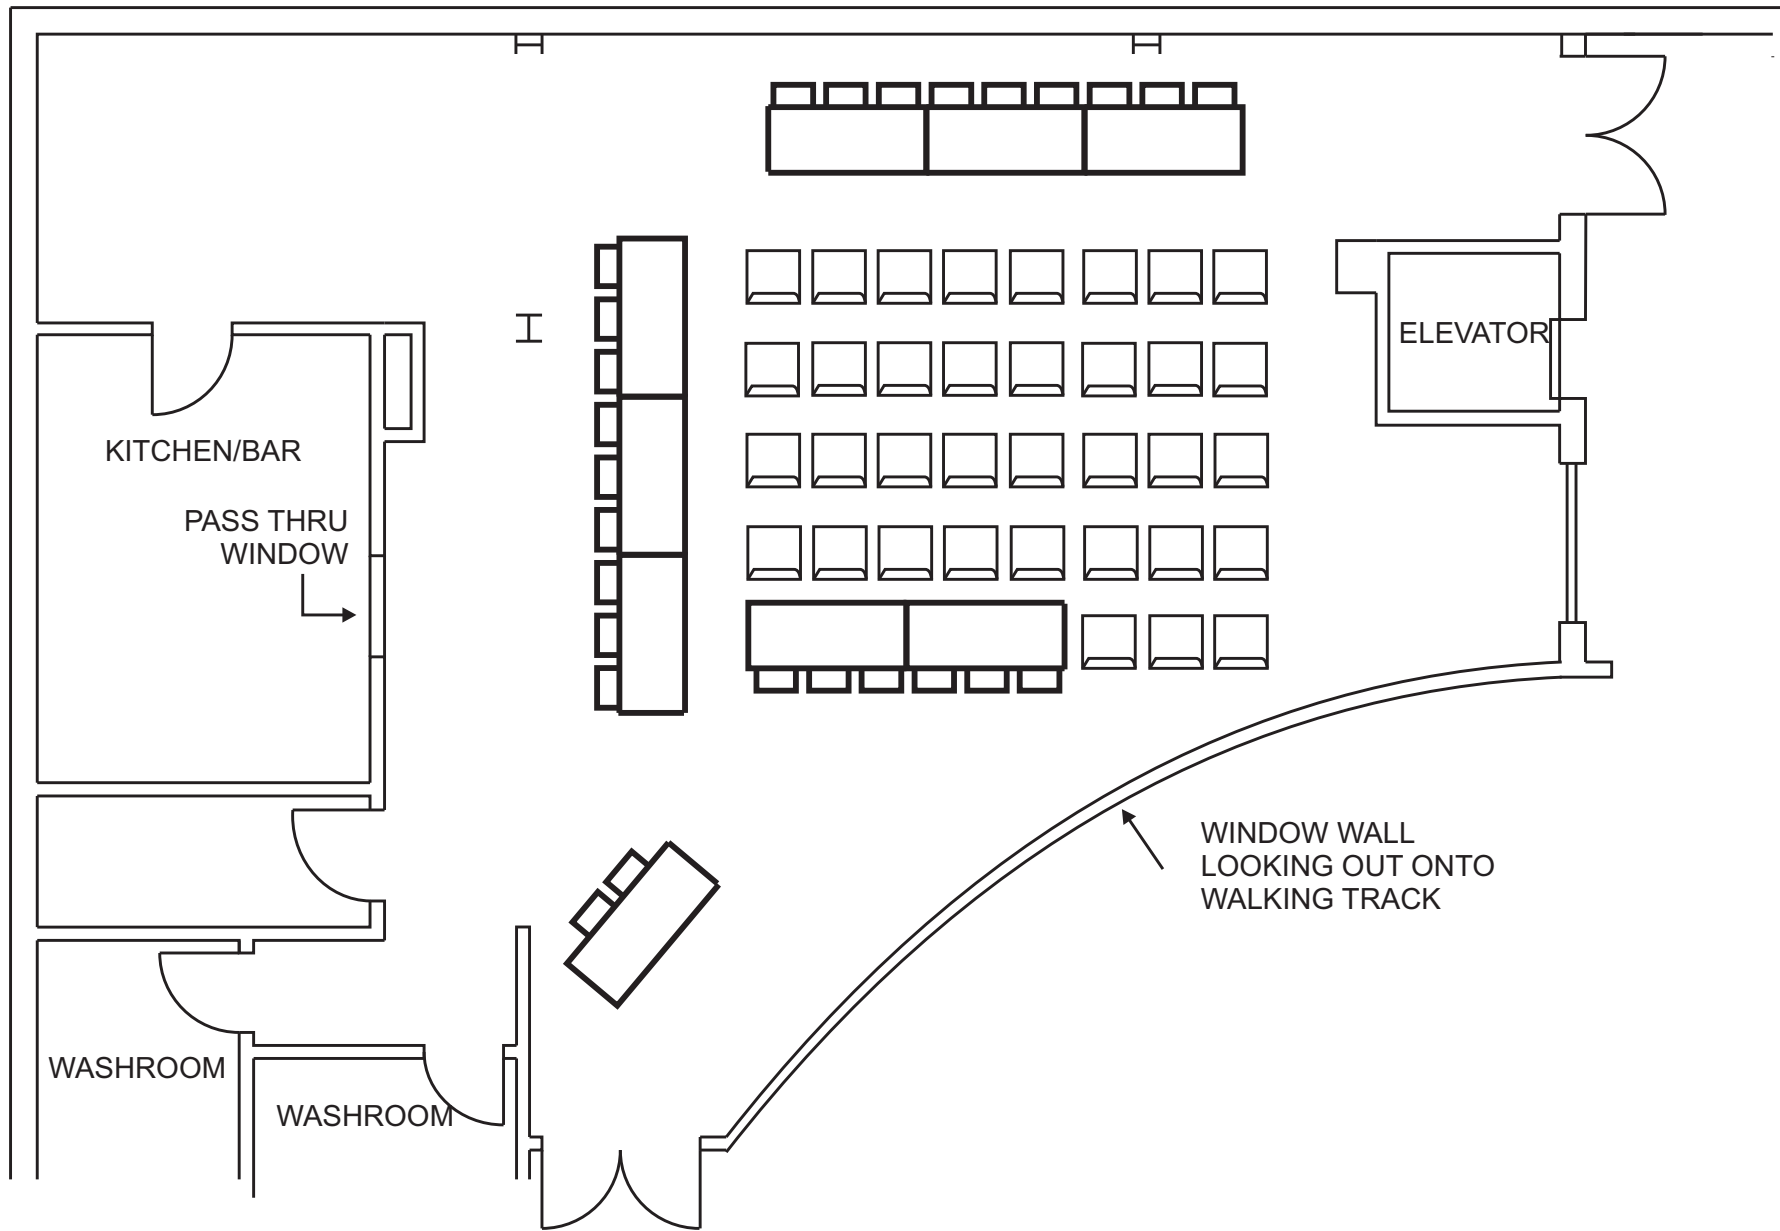 ELEVATOR
KITCHEN/BAR
PASS THRU
WINDOW
WINDOW WALL
LOOKING OUT ONTO
WALKING TRACK
WASHROOM
WASHROOM